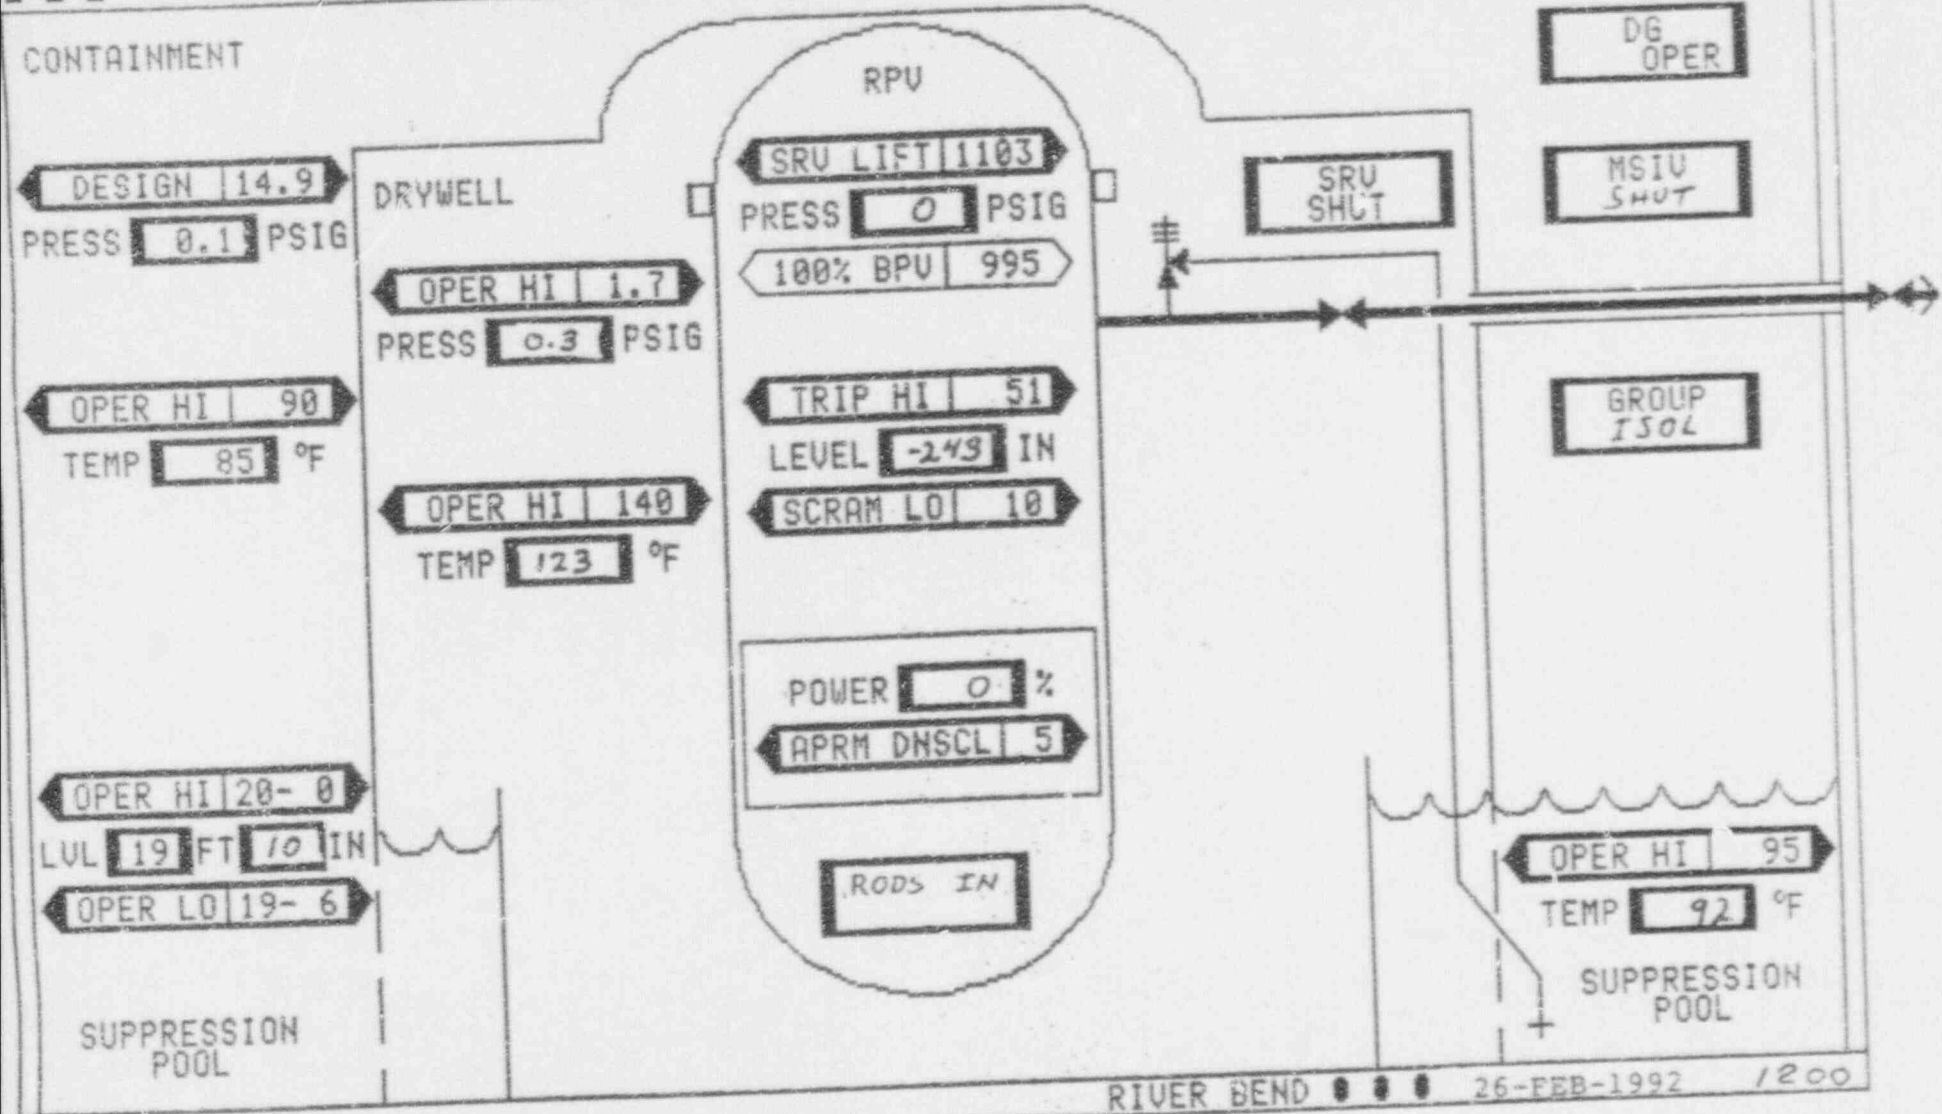 CONTAINMENT
DESIGN 14.9
PRESS 0.1 PSIG
OPER HI 90
TEMP 85 °F
OPER HI 20- 0
LVL 19 FT 10 IN
OPER LO 19- 6
SUPPRESSION
POOL
DRYWELL
OPER HI 1.7
PRESS 0.3 PSIG
OPER HI 140
TEMP 123 °F
RPV
SRV LIFT 1103
PRESS 0 PSIG
100% BPV 995
TRIP HI 51
LEVEL -249 IN
SCRAM LO 10
POWER 0 %
APRM DNSCL 5
RODS IN
DG
OPER
SRV
SHUT
MSIV
SHUT
GROUP
ISOL
OPER HI 95
TEMP 92 °F
SUPPRESSION
POOL
RIVER BEND 26-FEB-1992 1200